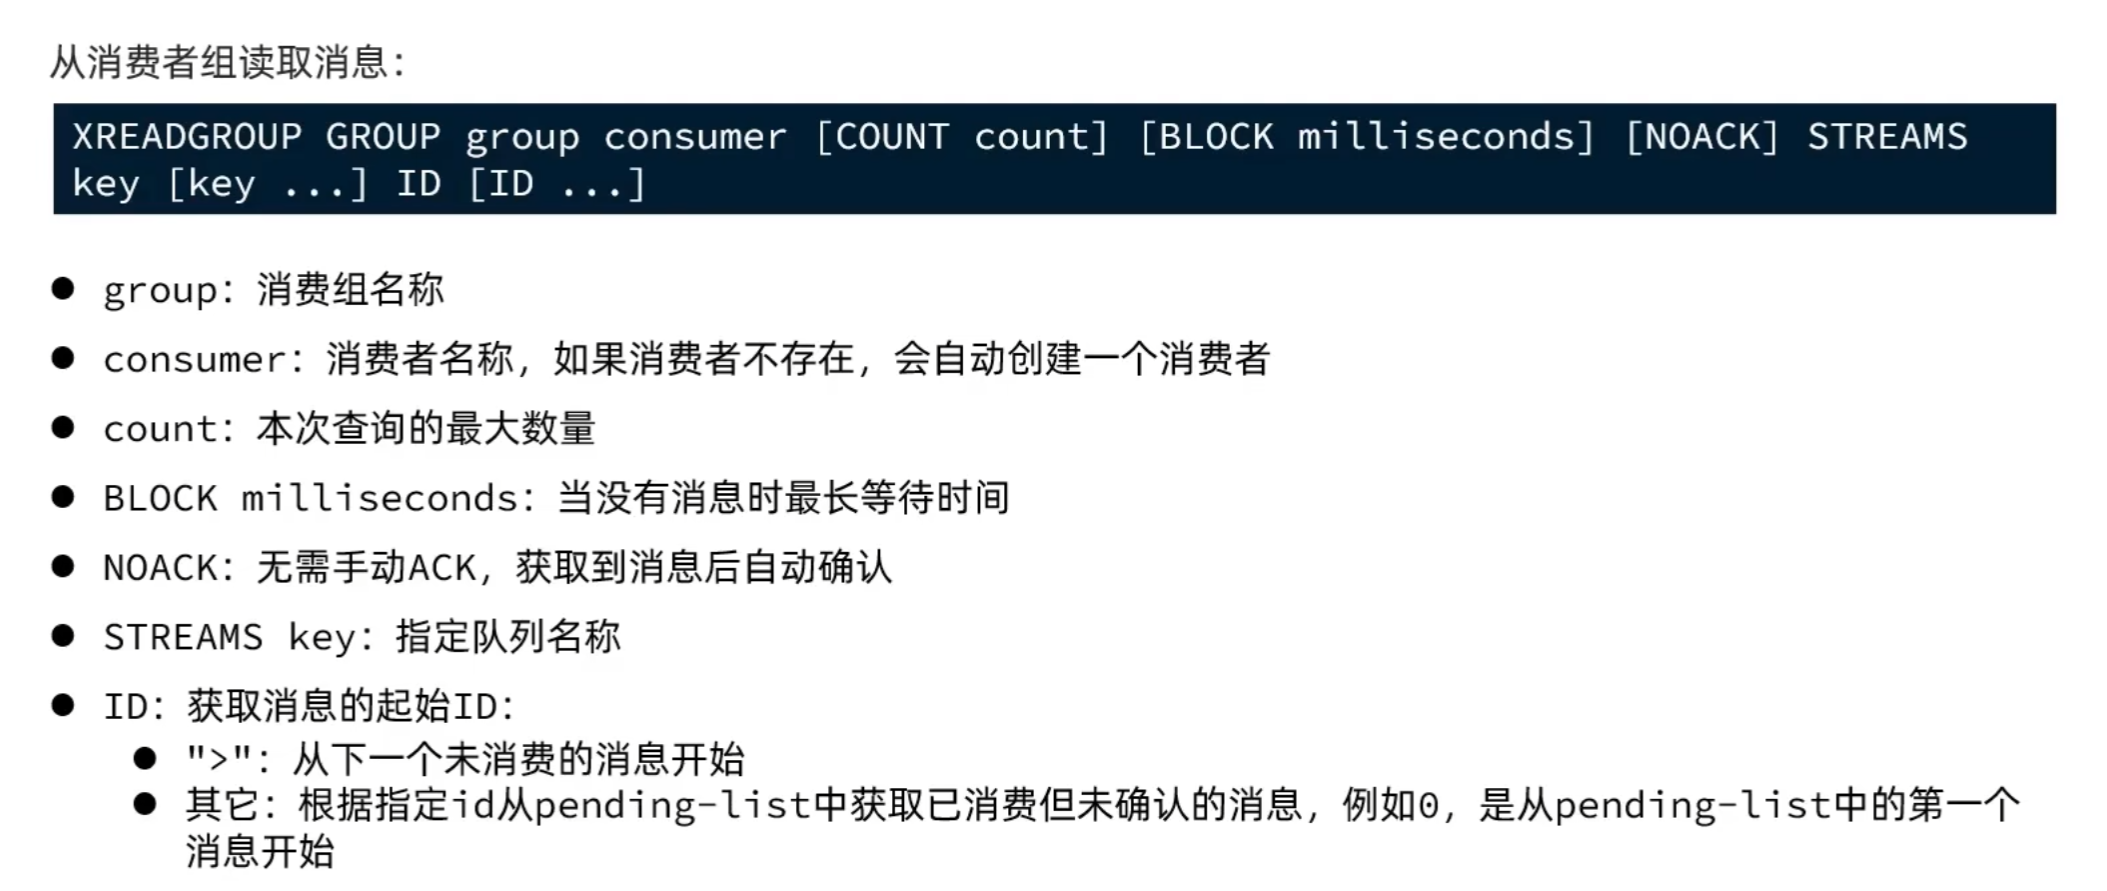 从消费者组读取消息：
XREADGROUP GROUP group consumer [COUNT count] [BLOCK milliseconds] [NOACK] STREAMS
key [key ...] ID [ID ...]
● group：消费组名称
● consumer：消费者名称，如果消费者不存在，会自动创建一个消费者
● count：本次查询的最大数量
● BLOCK milliseconds：当没有消息时最长等待时间
● NOACK：无需手动ACK，获取到消息后自动确认
● STREAMS key：指定队列名称
● ID：获取消息的起始ID：
● ">"：从下一个未消费的消息开始
● 其它：根据指定id从pending-list中获取已消费但未确认的消息，例如0，是从pending-list中的第一个
消息开始